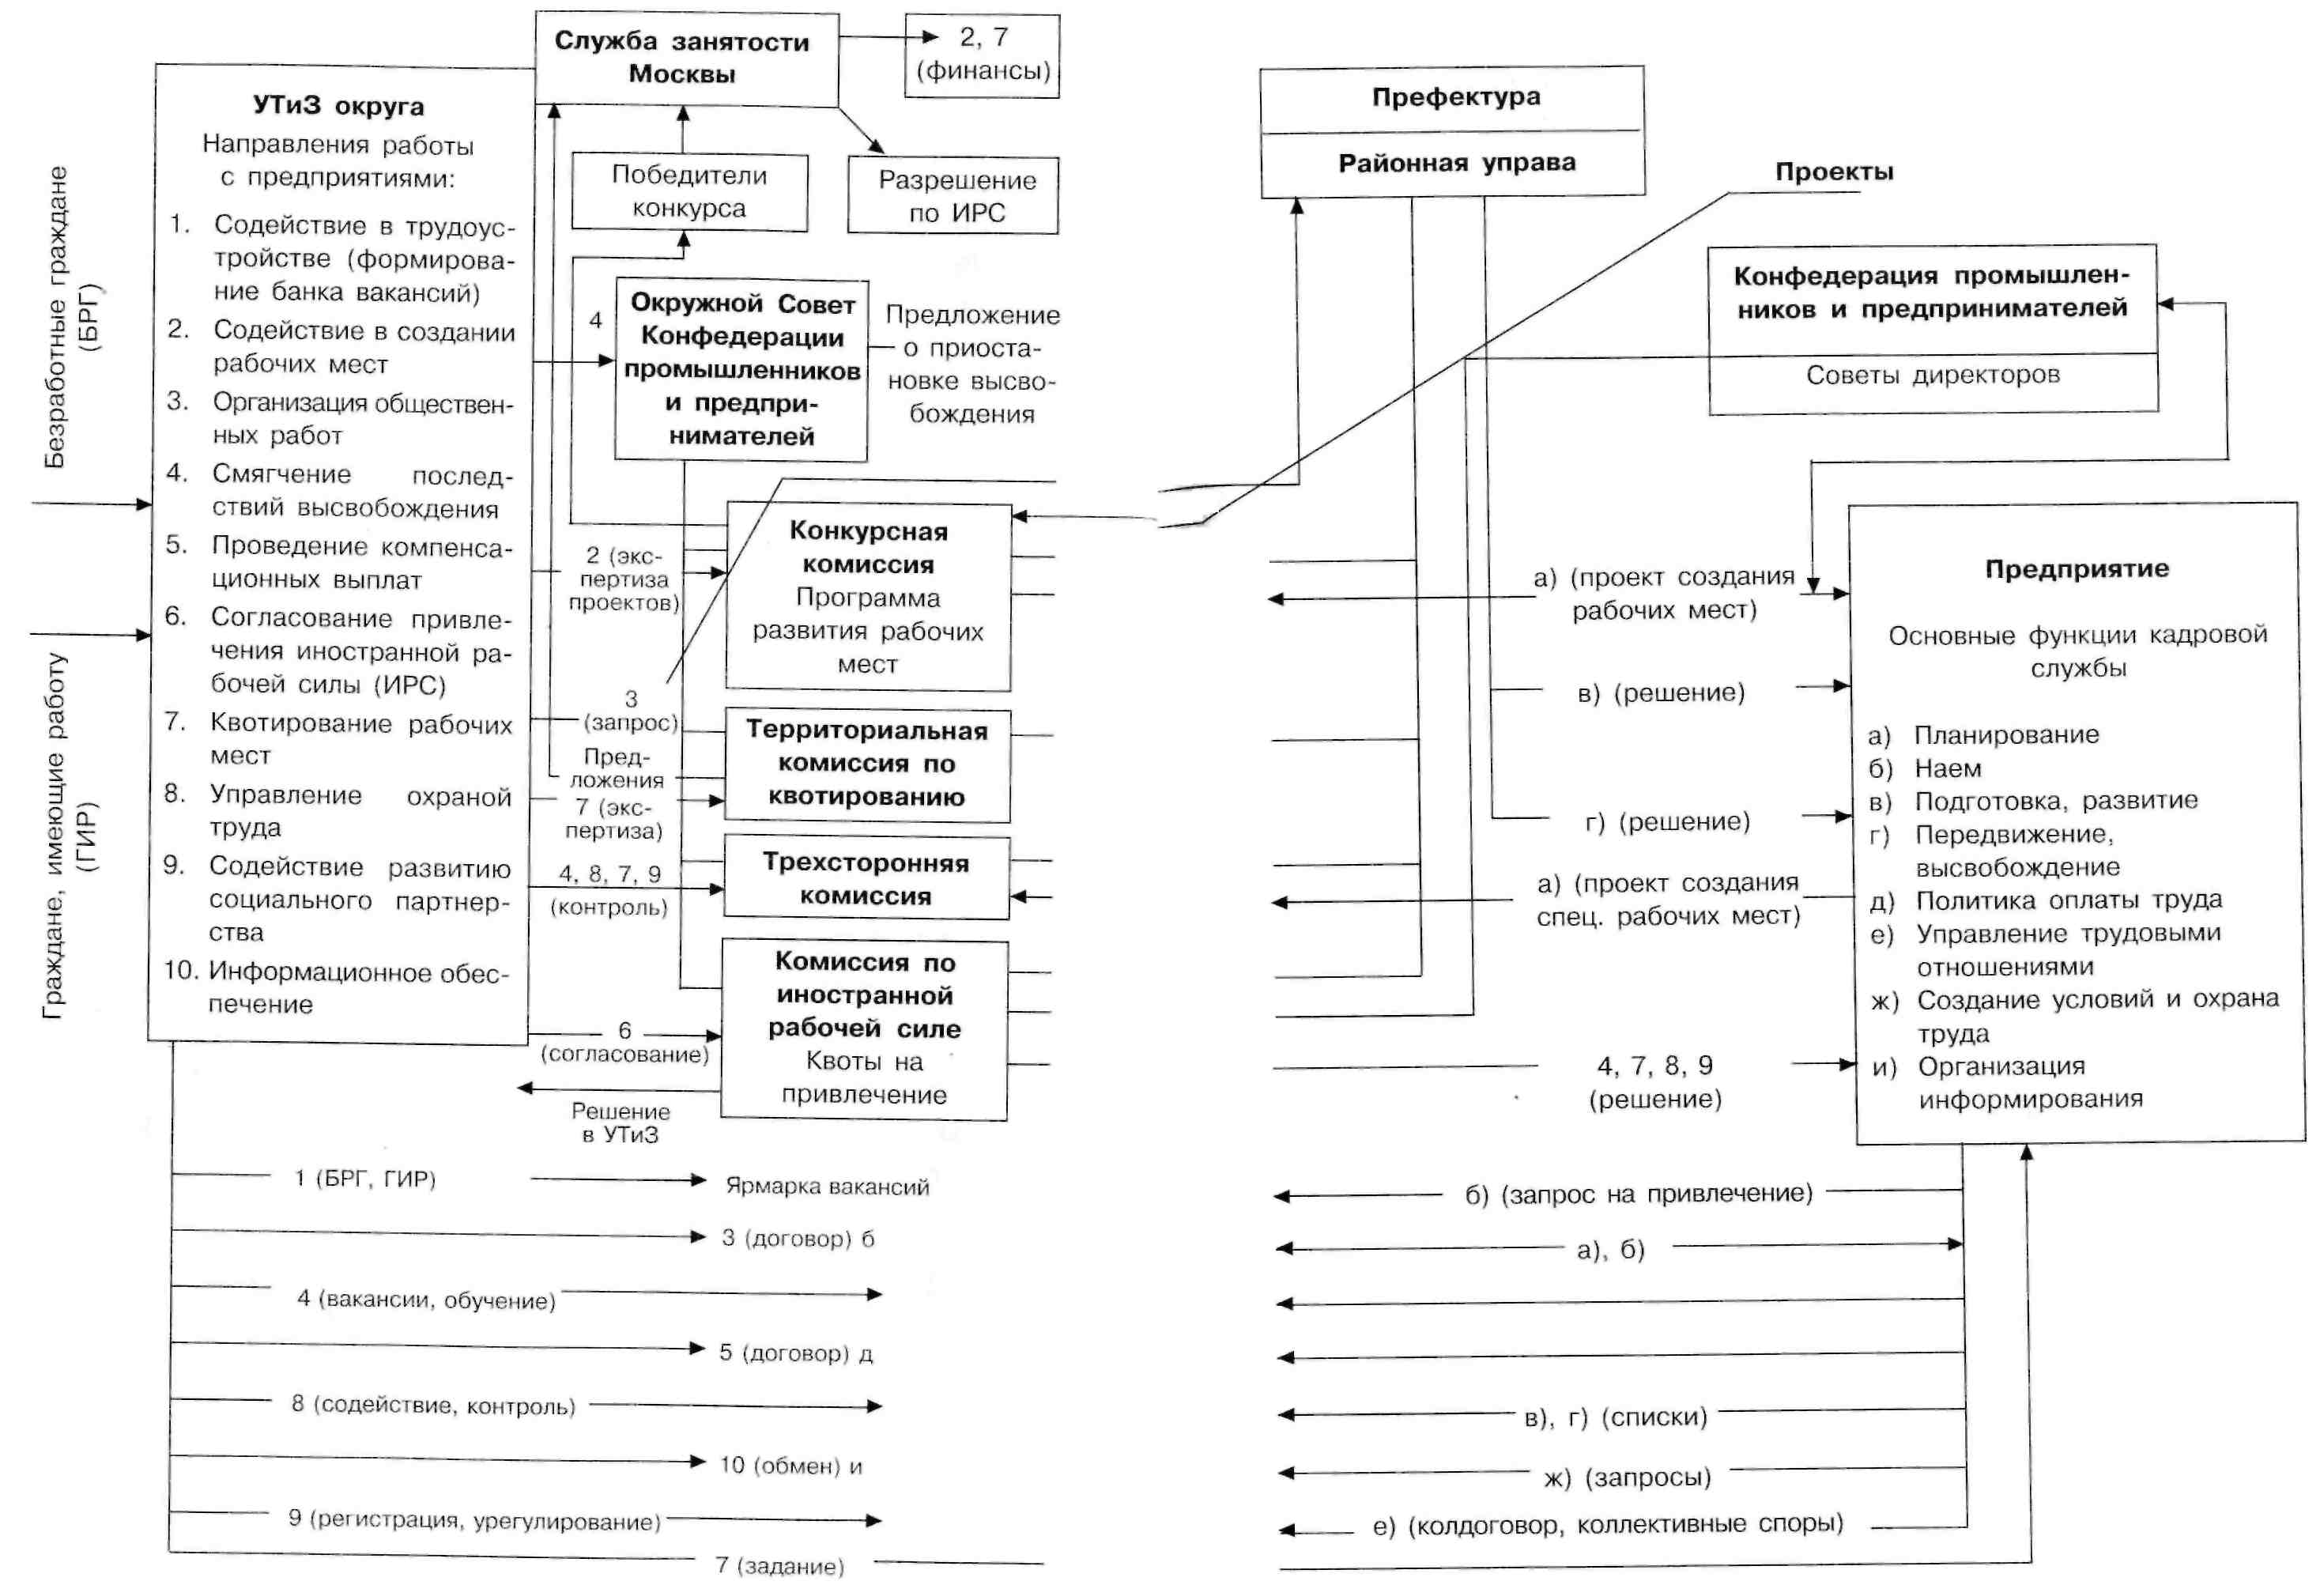 Служба занятости
Москвы
2, 7
(финансы)
УТиЗ округа
Направления работы
с предприятиями:
1. Содействие в трудоус-
тройстве (формирова-
ние банка вакансий)
2. Содействие в создании
рабочих мест
3. Организация обществен-
ных работ
4. Смягчение послед-
ствий высвобождения
5. Проведение компенса-
ционных выплат
6. Согласование привле-
чения иностранной ра-
бочей силы (ИРС)
7. Квотирование рабочих
мест
8. Управление охраной
труда
9. Содействие развитию
социального партнер-
ства
10. Информационное обес-
печение
Безработные граждане
(БРГ)
Граждане, имеющие работу
(ГИР)
Победители
конкурса
Разрешение
по ИРС
4
Окружной Совет
Конфедерации
промышленников
и предпри-
нимателей
Предложение
о приоста-
новке высво-
бождения
2 (экс-
пертиза
проектов)
Конкурсная
комиссия
Программа
развития рабочих
мест
3
(запрос)
Пред-
ложения
7 (экс-
пертиза)
Территориальная
комиссия по
квотированию
4, 8, 7, 9
(контроль)
Трехсторонняя
комиссия
Комиссия по
иностранной
рабочей силе
Квоты на
привлечение
6
(согласование)
Решение
в УТиЗ
1 (БРГ, ГИР)
Ярмарка вакансий
3 (договор) б
4 (вакансии, обучение)
5 (договор) д
8 (содействие, контроль)
10 (обмен) и
9 (регистрация, урегулирование)
7 (задание)
Префектура
Районная управа
Проекты
Конфедерация промышлен-
ников и предпринимателей
Советы директоров
а) (проект создания
рабочих мест)
в) (решение)
г) (решение)
а) (проект создания
спец. рабочих мест)
4, 7, 8, 9
(решение)
Предприятие
Основные функции кадровой
службы
а) Планирование
б) Наем
в) Подготовка, развитие
г) Передвижение,
высвобождение
д) Политика оплаты труда
е) Управление трудовыми
отношениями
ж) Создание условий и охрана
труда
и) Организация
информирования
б) (запрос на привлечение)
а), б)
в), г) (списки)
ж) (запросы)
е) (колдоговор, коллективные споры)